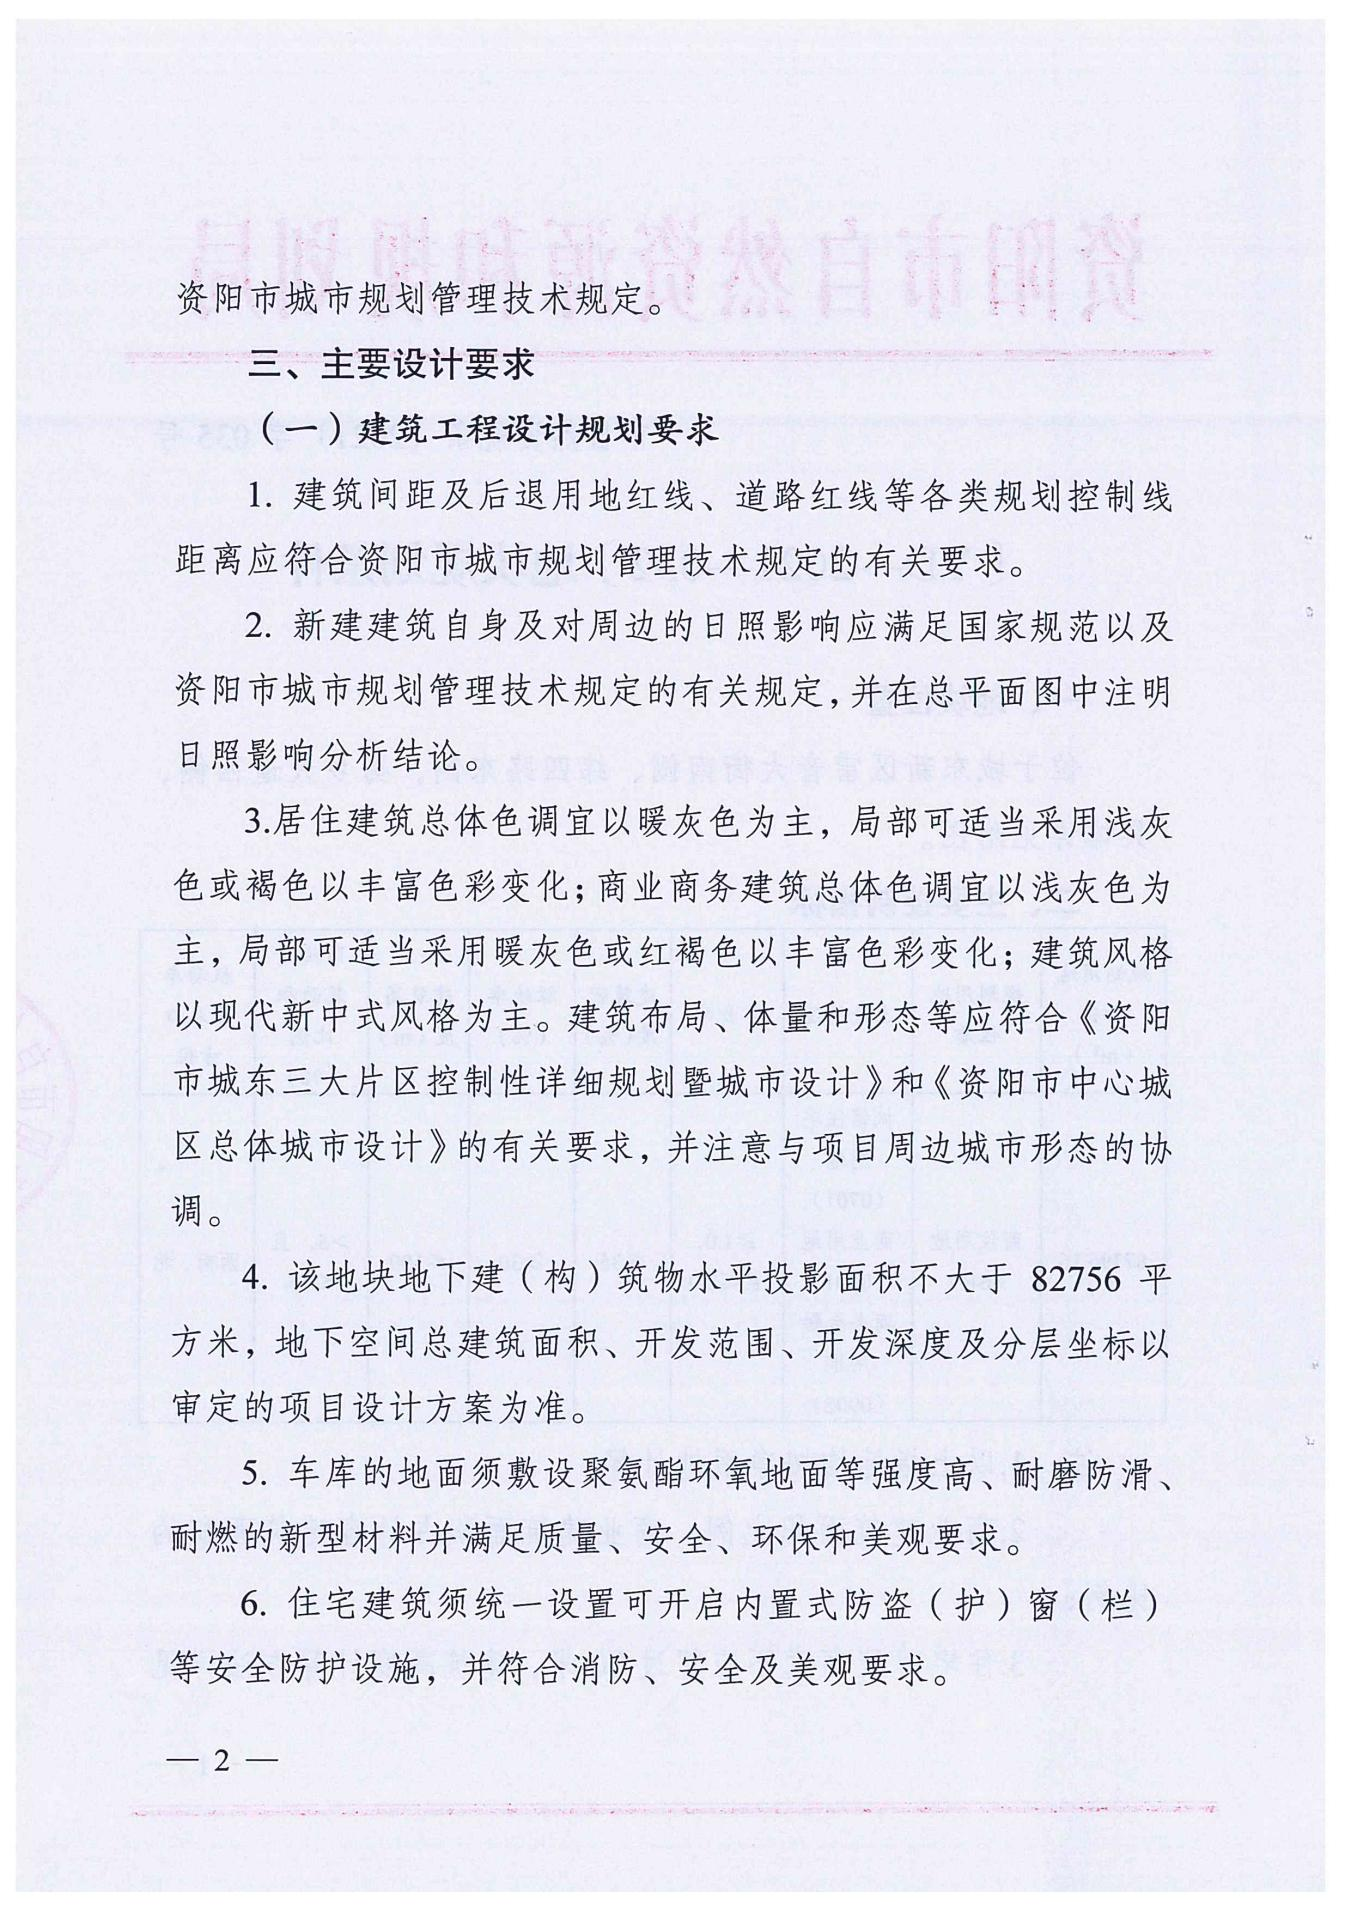 资阳市城市规划管理技术规定。
三、主要设计要求
（一）建筑工程设计规划要求
1. 建筑间距及后退用地红线、道路红线等各类规划控制线
距离应符合资阳市城市规划管理技术规定的有关要求。
2. 新建建筑自身及对周边的日照影响应满足国家规范以及
资阳市城市规划管理技术规定的有关规定，并在总平面图中注明
日照影响分析结论。
3.居住建筑总体色调宜以暖灰色为主，局部可适当采用浅灰
色或褐色以丰富色彩变化；商业商务建筑总体色调宜以浅灰色为
主，局部可适当采用暖灰色或红褐色以丰富色彩变化；建筑风格
以现代新中式风格为主。建筑布局、体量和形态等应符合《资阳
市城东三大片区控制性详细规划暨城市设计》和《资阳市中心城
区总体城市设计》的有关要求，并注意与项目周边城市形态的协
调。
4. 该地块地下建（构）筑物水平投影面积不大于 82756 平
方米，地下空间总建筑面积、开发范围、开发深度及分层坐标以
审定的项目设计方案为准。
5. 车库的地面须敷设聚氨酯环氧地面等强度高、耐磨防滑、
耐燃的新型材料并满足质量、安全、环保和美观要求。
6. 住宅建筑须统一设置可开启内置式防盗（护）窗（栏）
等安全防护设施，并符合消防、安全及美观要求。
— 2 —